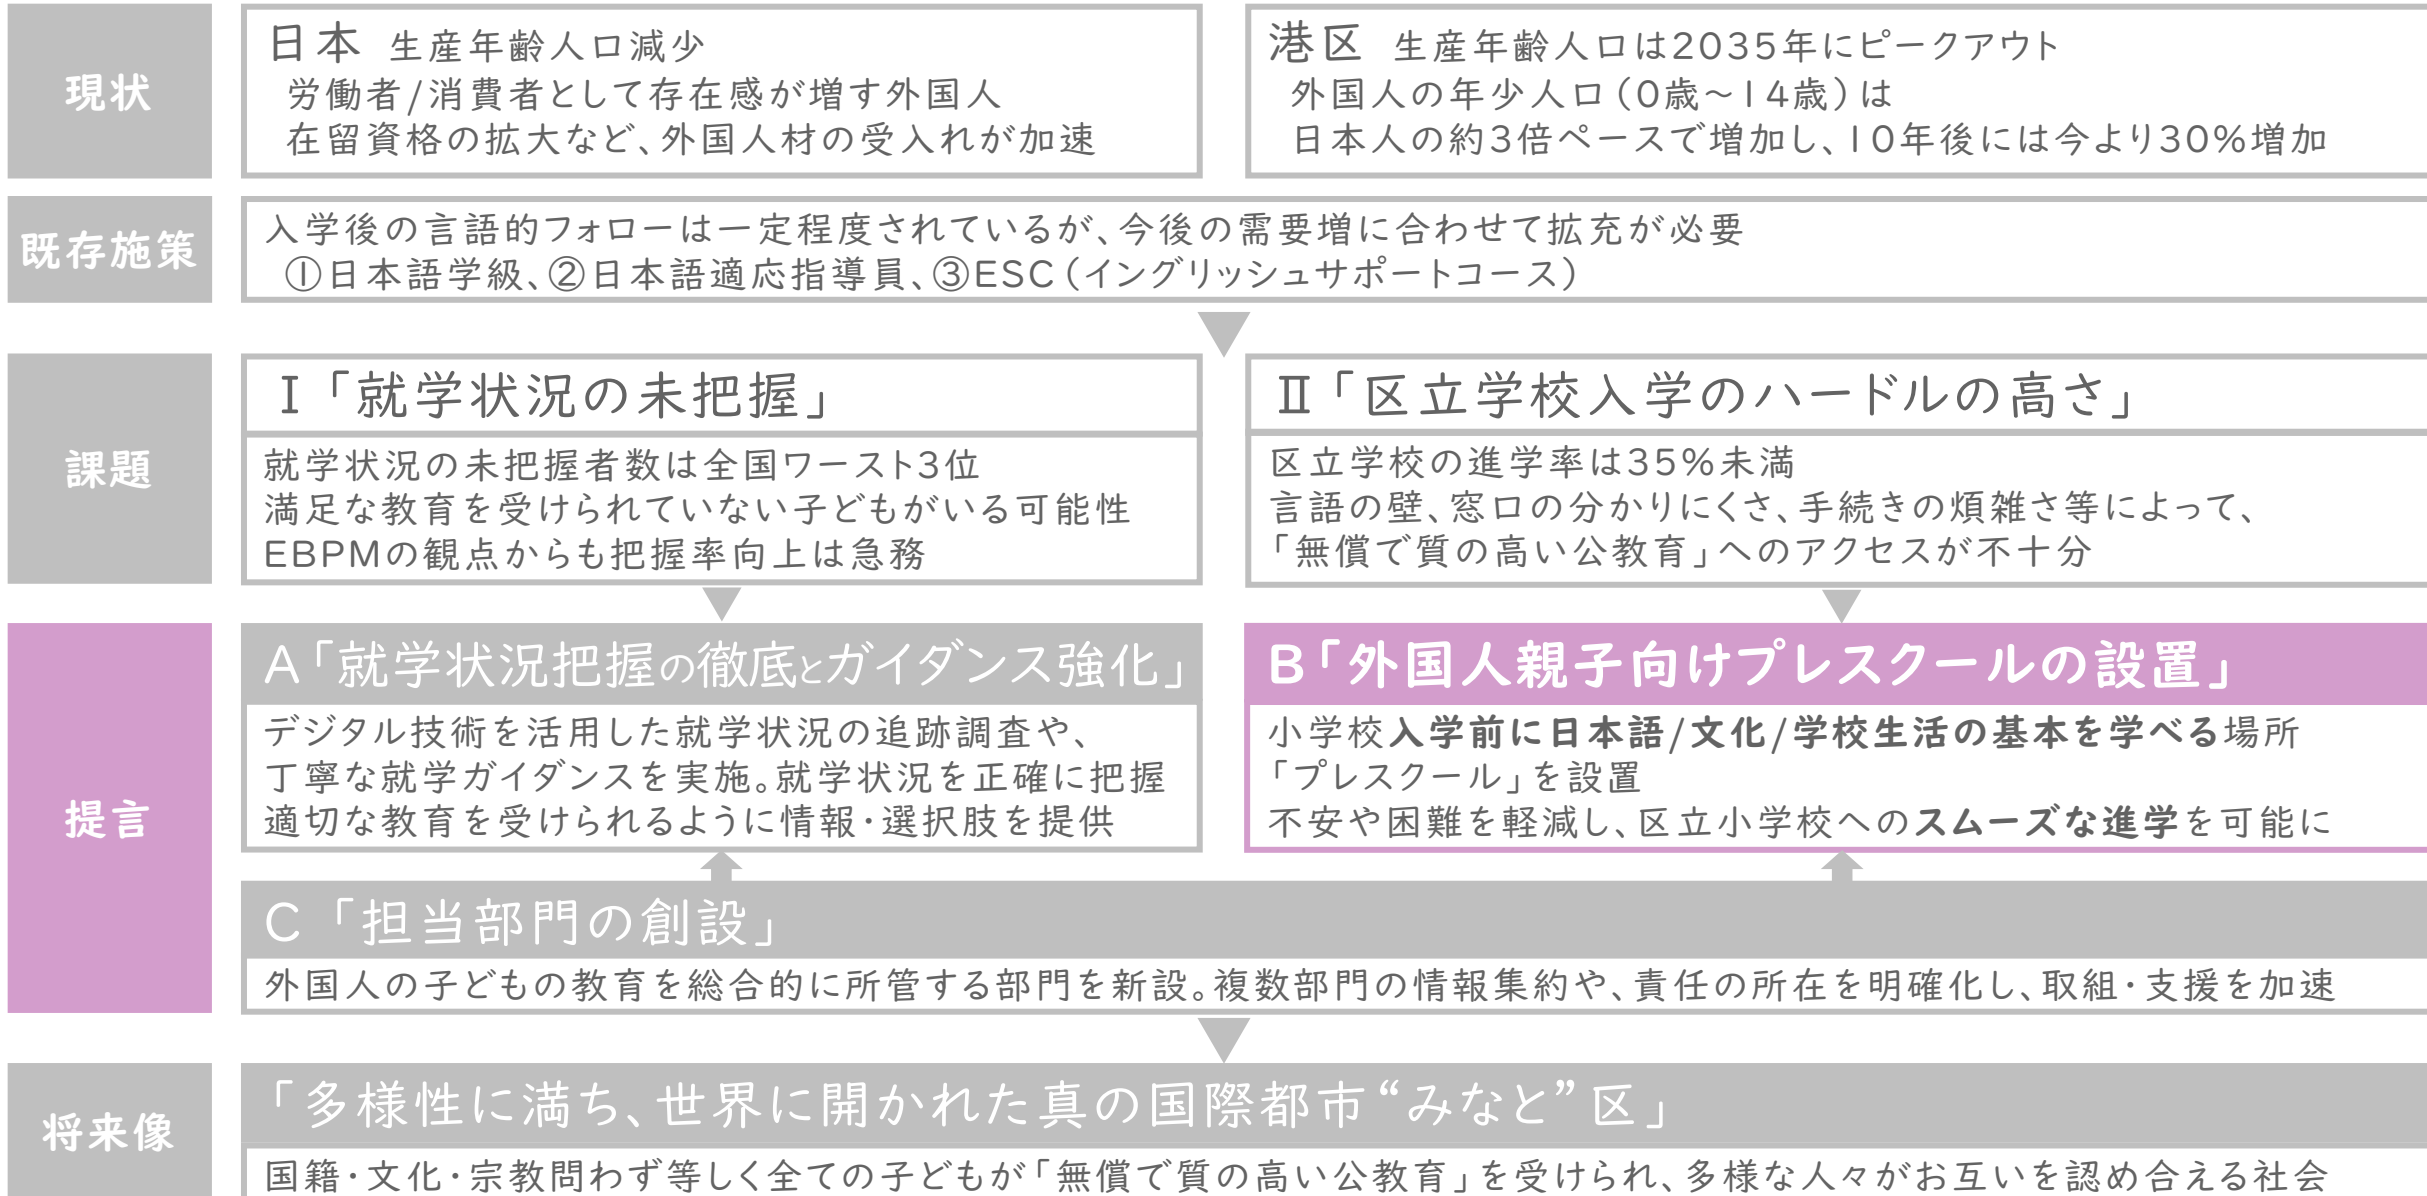 現状
日本 生産年齢人口減少
労働者/消費者として存在感が増す外国人
在留資格の拡大など、外国人材の受入れが加速
港区 生産年齢人口は2035年にピークアウト
外国人の年少人口(0歳～14歳)は
日本人の約3倍ペースで増加し、10年後には今より30%増加
既存施策
入学後の言語的フォローは一定程度されているが、今後の需要増に合わせて拡充が必要
①日本語学級、②日本語適応指導員、③ESC(イングリッシュサポートコース)
課題
Ⅰ「就学状況の未把握」
就学状況の未把握者数は全国ワースト3位
満足な教育を受けられていない子どもがいる可能性
EBPMの観点からも把握率向上は急務
Ⅱ「区立学校入学のハードルの高さ」
区立学校の進学率は35%未満
言語の壁、窓口の分かりにくさ、手続きの煩雑さ等によって、
「無償で質の高い公教育」へのアクセスが不十分
提言
A「就学状況把握の徹底とガイダンス強化」
デジタル技術を活用した就学状況の追跡調査や、
丁寧な就学ガイダンスを実施。就学状況を正確に把握
適切な教育を受けられるように情報・選択肢を提供
B「外国人親子向けプレスクールの設置」
小学校入学前に日本語/文化/学校生活の基本を学べる場所
「プレスクール」を設置
不安や困難を軽減し、区立小学校へのスムーズな進学を可能に
C「担当部門の創設」
外国人の子どもの教育を総合的に所管する部門を新設。複数部門の情報集約や、責任の所在を明確化し、取組・支援を加速
将来像
「多様性に満ち、世界に開かれた真の国際都市“みなと”区」
国籍・文化・宗教問わず等しく全ての子どもが「無償で質の高い公教育」を受けられ、多様な人々がお互いを認め合える社会